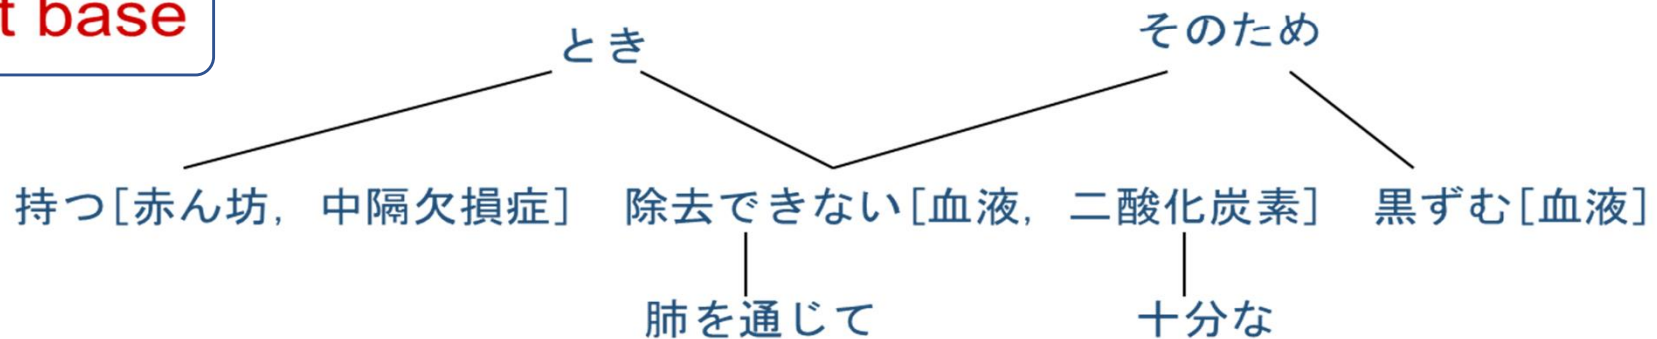 t base
とき そのため
持つ[赤ん坊, 中隔欠損症] 除去できない[血液, 二酸化炭素] 黒ずむ[血液]
肺を通じて 十分な